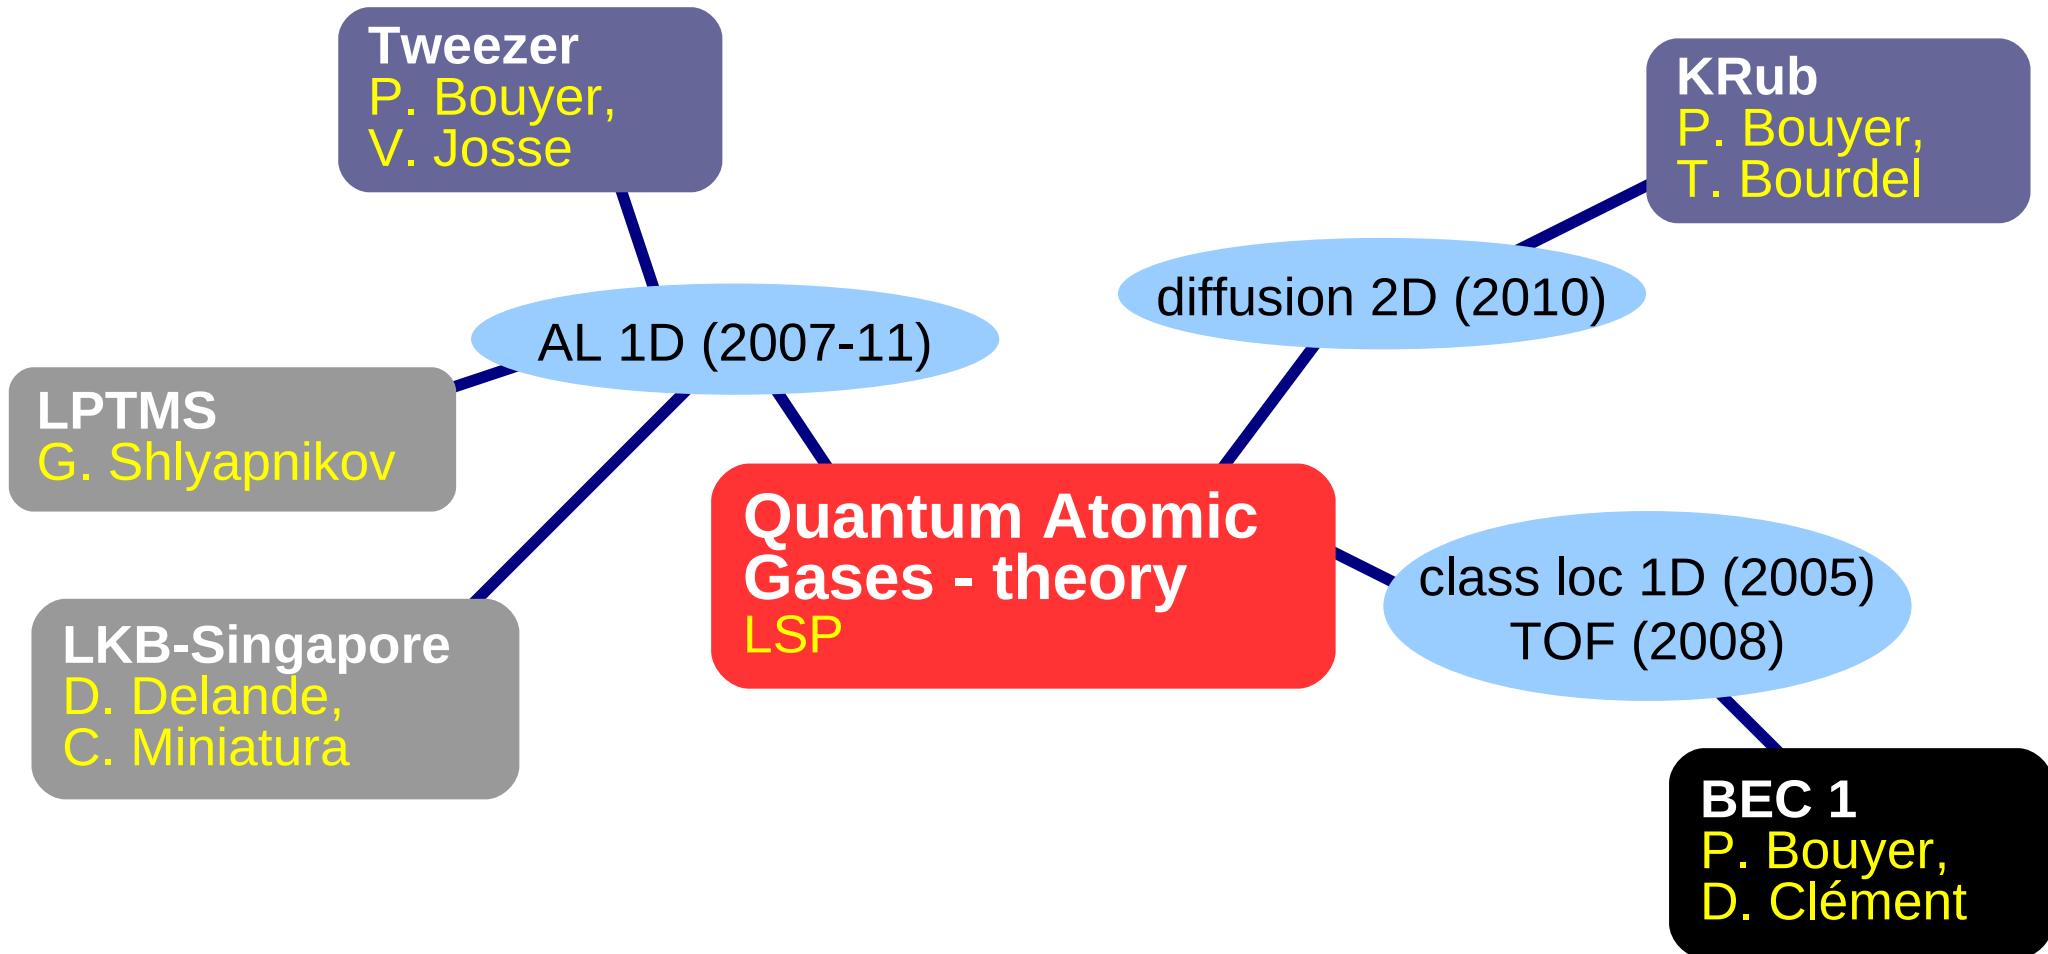 Tweezer
P. Bouyer,
V. Josse
KRub
P. Bouyer,
T. Bourdel
diffusion 2D (2010)
AL 1D (2007-11)
LPTMS
G. Shlyapnikov
Quantum Atomic
Gases - theory
LSP
class loc 1D (2005)
TOF (2008)
LKB-Singapore
D. Delande,
C. Miniatura
BEC 1
P. Bouyer,
D. Clément